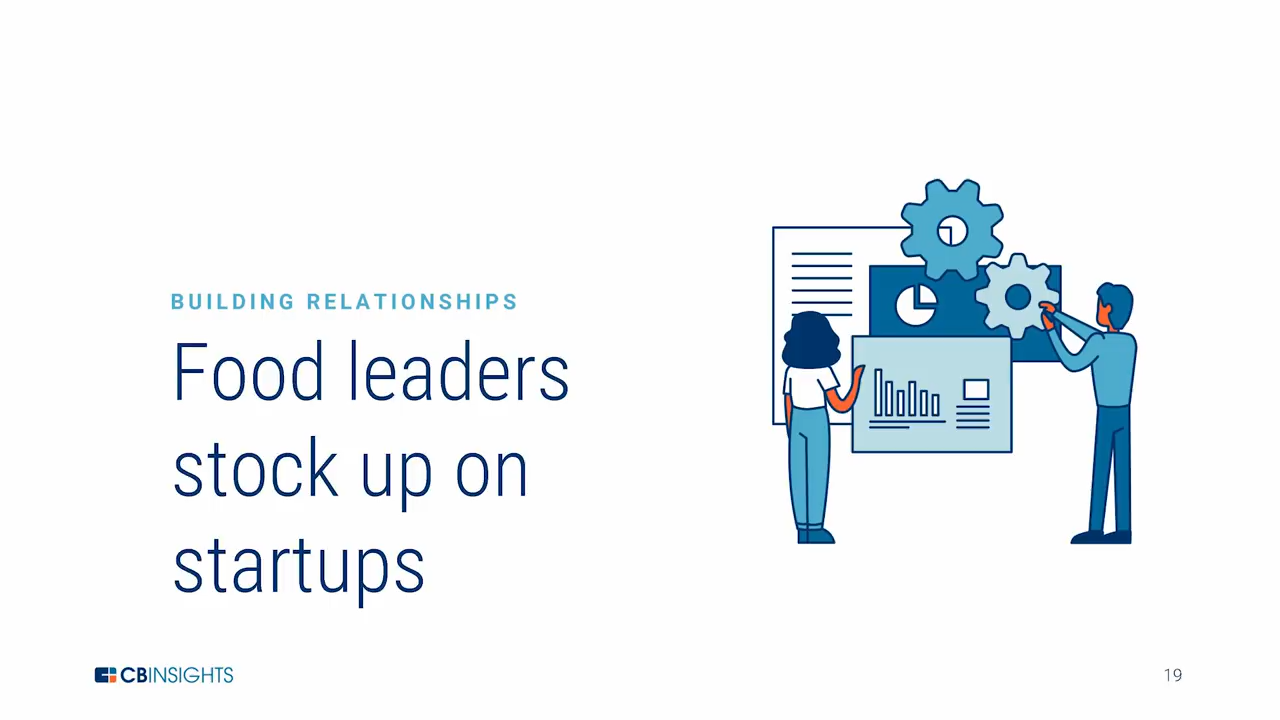 BUILDING RELATIONSHIPS
Food leaders
stock up on
startups
CBINSIGHTS
19